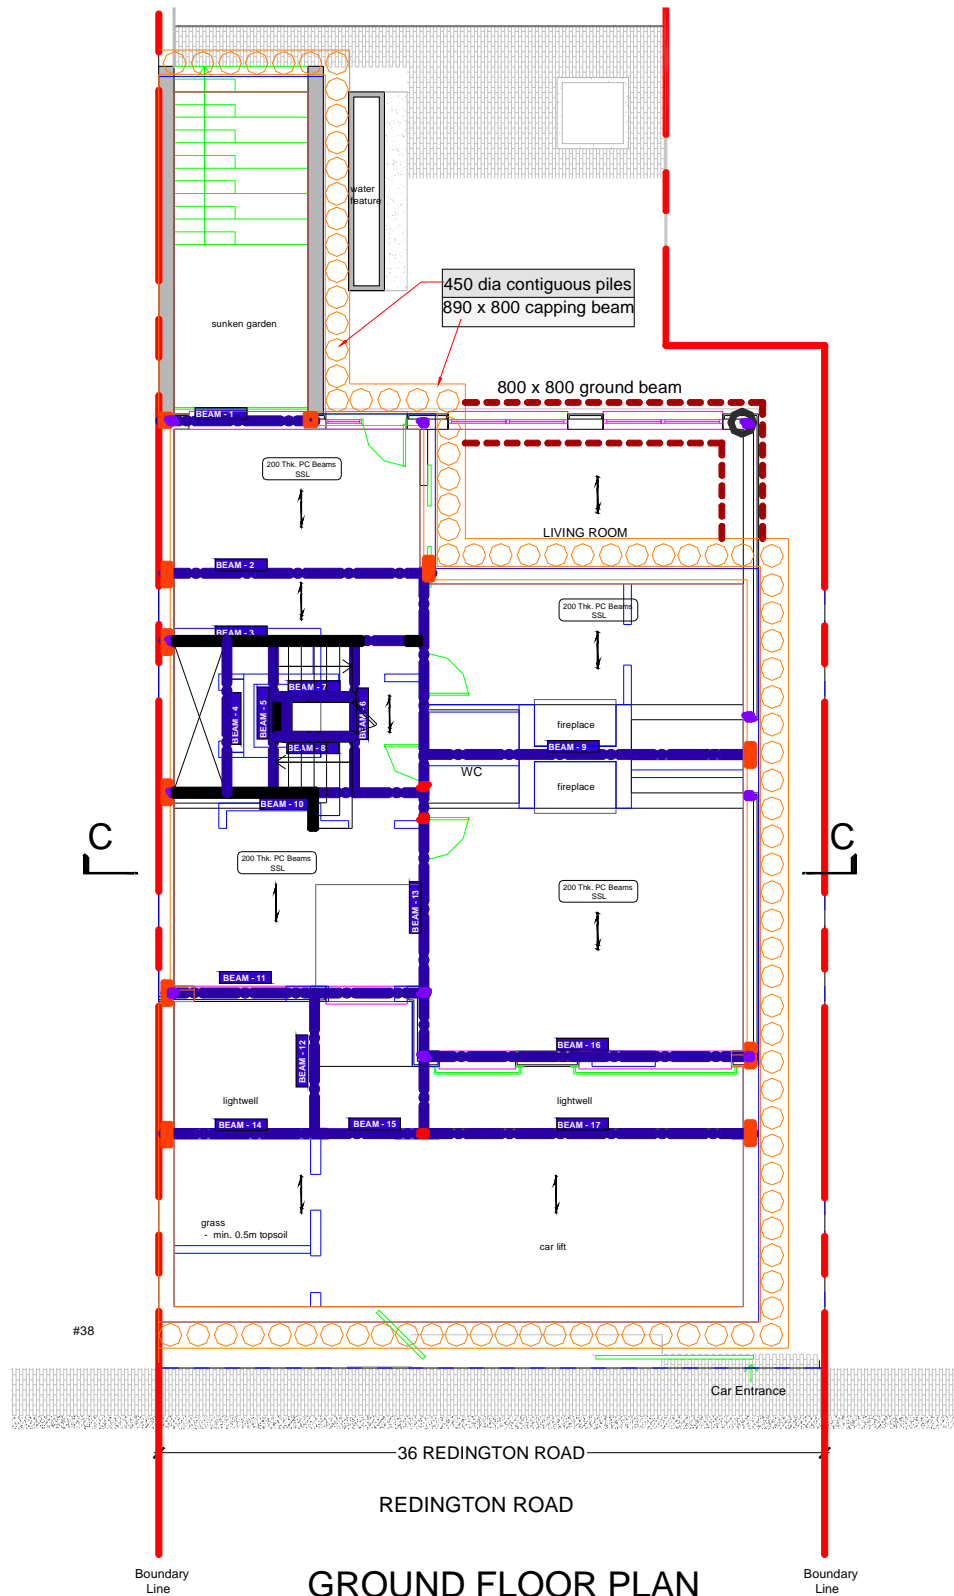 water
feature
450 dia contiguous piles
890 x 800 capping beam
sunken garden
800 x 800 ground beam
BEAM - 1
200 Thk. PC Beams
SSL
LIVING ROOM
BEAM - 2
200 Thk. PC Beams
SSL
BEAM - 3
BEAM - 7
BEAM - 4
BEAM - 5
BEAM - 6
fireplace
BEAM - 8
BEAM - 9
WC
fireplace
BEAM - 10
C
C
200 Thk. PC Beams
SSL
200 Thk. PC Beams
SSL
BEAM - 13
BEAM - 11
BEAM - 12
BEAM - 16
lightwell
lightwell
BEAM - 14
BEAM - 15
BEAM - 17
grass
- min. 0.5m topsoil
car lift
#38
Car Entrance
36 REDINGTON ROAD
REDINGTON ROAD
Boundary
Line
GROUND FLOOR PLAN
Boundary
Line